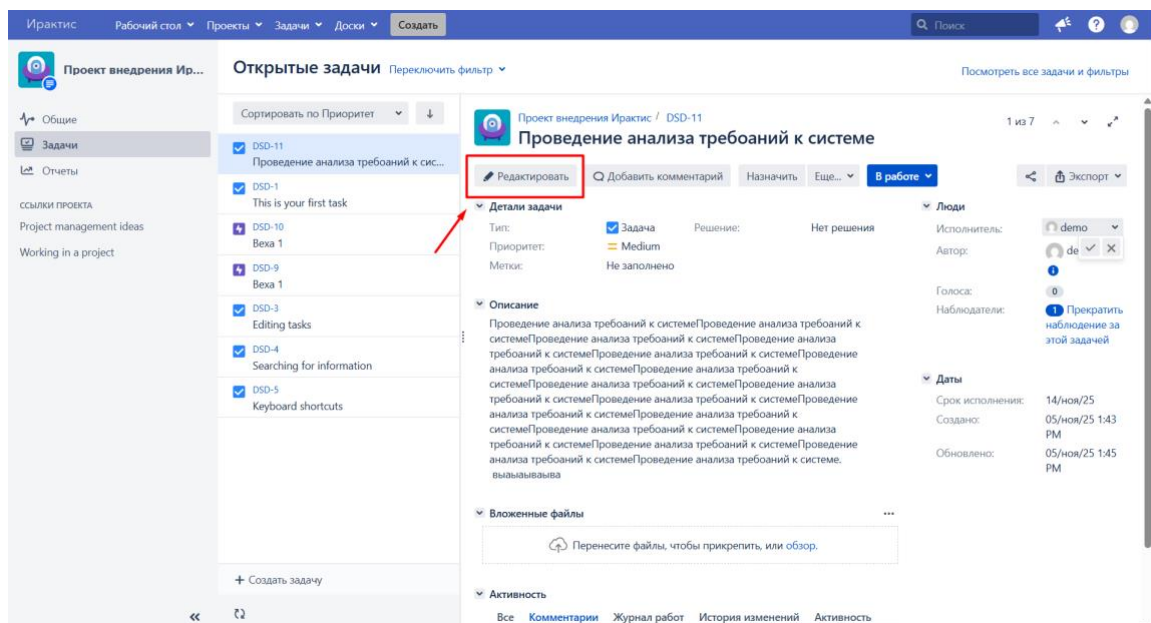 Ирактис Рабочий стол Проекты Задачи Доски Создать Поиск
Проект внедрения Ир...
Общие
Задачи
Отчеты
ССЫЛКИ ПРОЕКТА
Project management ideas
Working in a project
Открытые задачи Переключить фильтр
Посмотреть все задачи и фильтры
Сортировать по Приоритет
DSD-11
Проведение анализа требоаний к сис...
DSD-1
This is your first task
DSD-10
Веха 1
DSD-9
Веха 1
DSD-3
Editing tasks
DSD-4
Searching for information
DSD-5
Keyboard shortcuts
+ Создать задачу
Проект внедрения Ирактис / DSD-11
1 из 7
Проведение анализа требоаний к системе
Редактировать Добавить комментарий Назначить Еще... В работе Экспорт
Детали задачи
Тип: Задача Решение: Нет решения
Приоритет: Medium
Метки: Не заполнено
Описание
Проведение анализа требоаний к системеПроведение анализа требоаний к
системеПроведение анализа требоаний к системеПроведение анализа
требоаний к системеПроведение анализа требоаний к системеПроведение
анализа требоаний к системеПроведение анализа требоаний к
системеПроведение анализа требоаний к системеПроведение анализа
требоаний к системеПроведение анализа требоаний к системеПроведение
анализа требоаний к системеПроведение анализа требоаний к
системеПроведение анализа требоаний к системеПроведение анализа
требоаний к системеПроведение анализа требоаний к системеПроведение
анализа требоаний к системеПроведение анализа требоаний к системе.
Вложенные файлы
Перенесите файлы, чтобы прикрепить, или обзор.
Активность
Все Комментарии Журнал работ История изменений Активность
Люди
Исполнитель: demo
Автор: de
Голоса: 0
Наблюдатели: 1 Прекратить
наблюдение за
этой задачей
Даты
Срок исполнения: 14/ноя/25
Создано: 05/ноя/25 1:43
PM
Обновлено: 05/ноя/25 1:45
PM